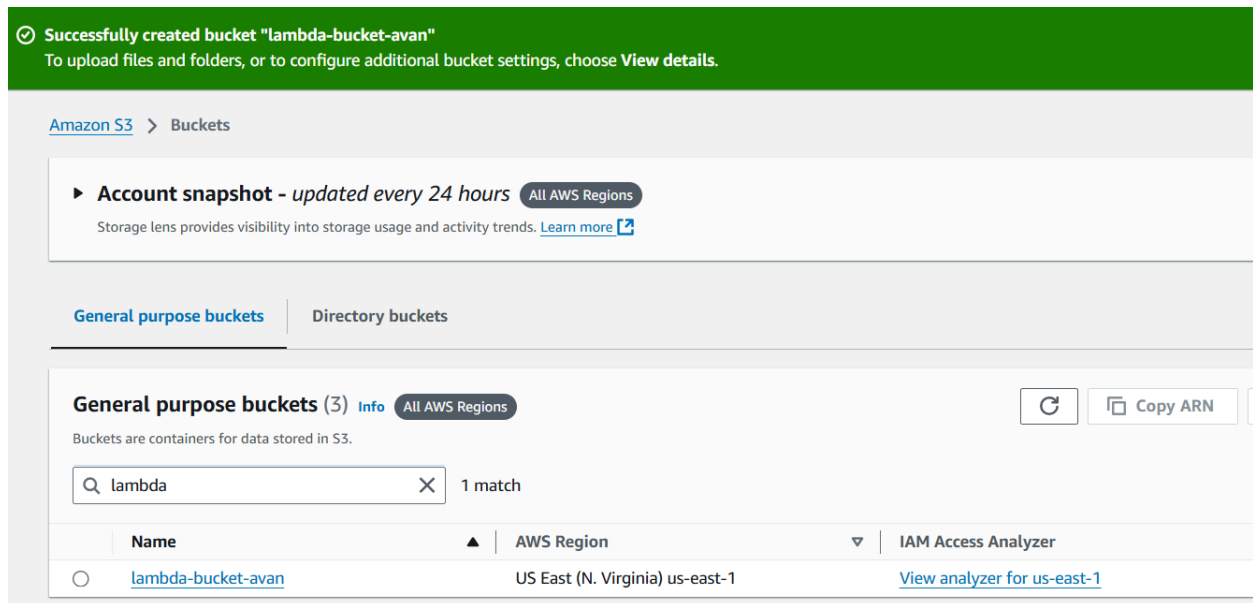 Successfully created bucket "lambda-bucket-avan"
To upload files and folders, or to configure additional bucket settings, choose View details.
Amazon S3 > Buckets
Account snapshot - updated every 24 hours All AWS Regions
Storage lens provides visibility into storage usage and activity trends. Learn more
General purpose buckets Directory buckets
General purpose buckets (3) Info All AWS Regions Copy ARN
Buckets are containers for data stored in S3.
lambda 1 match
Name AWS Region IAM Access Analyzer
lambda-bucket-avan US East (N. Virginia) us-east-1 View analyzer for us-east-1